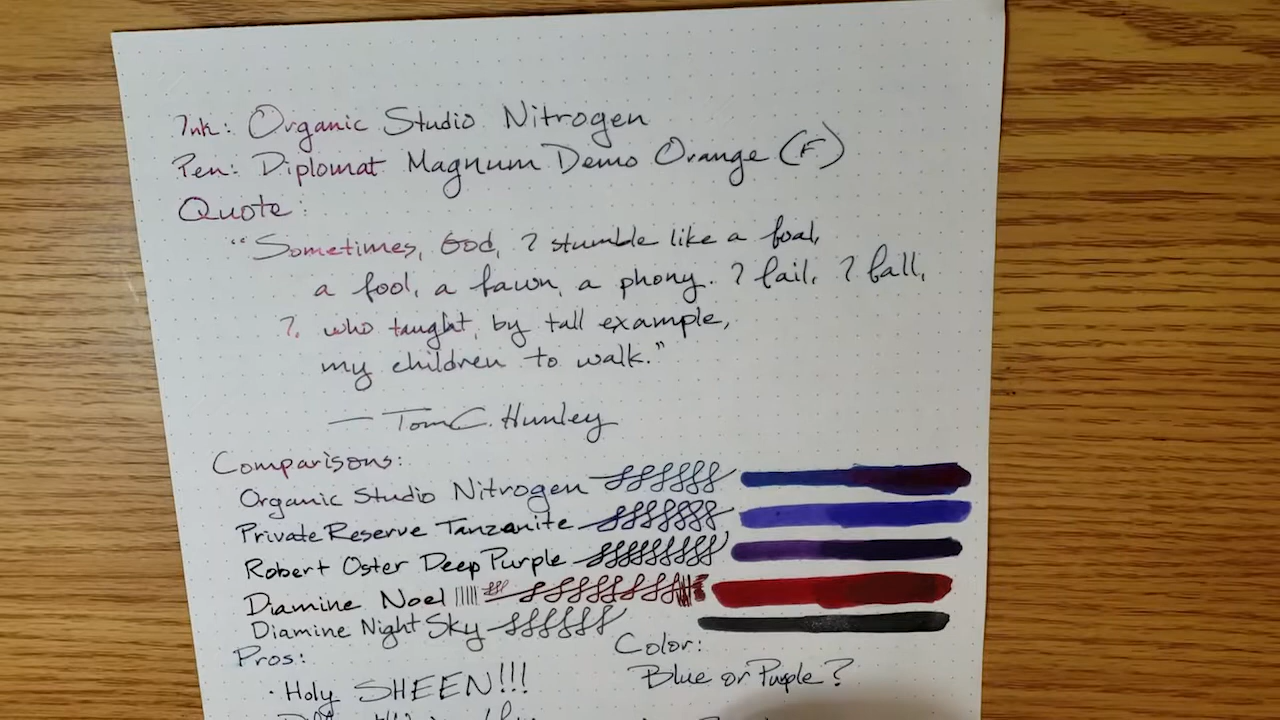 Ink: Organic Studio Nitrogen
Pen: Diplomat Magnum Demo Orange (F)
Quote:
"Sometimes, God, I stumble like a foal,
a fool, a fawn, a phony. I fail, I fall,
I, who taught, by tall example,
my children to walk."
— Tom C. Hunley
Comparisons:
Organic Studio Nitrogen
Private Reserve Tanzanite
Robert Oster Deep Purple
Diamine Noel
Diamine Night Sky
Pros:
· Holy SHEEN!!!
Color:
Blue or Purple?